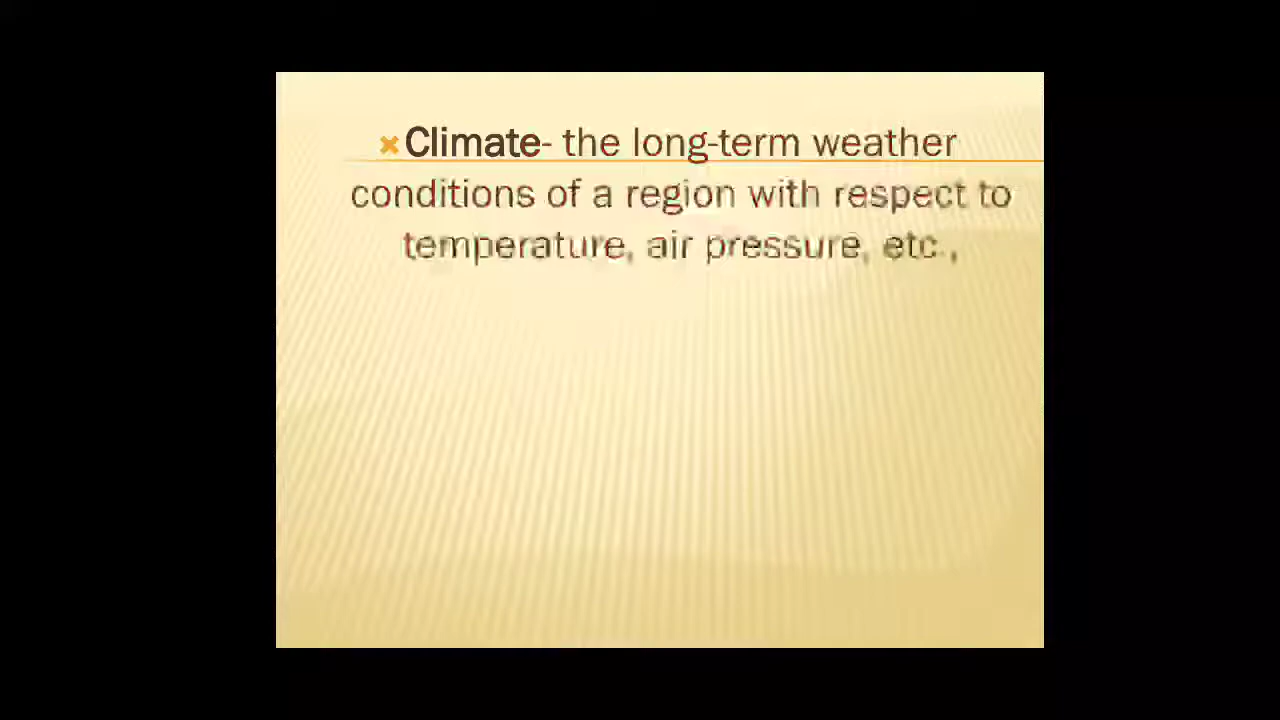 Climate- the long-term weather
conditions of a region with respect to
temperature, air pressure, etc.,